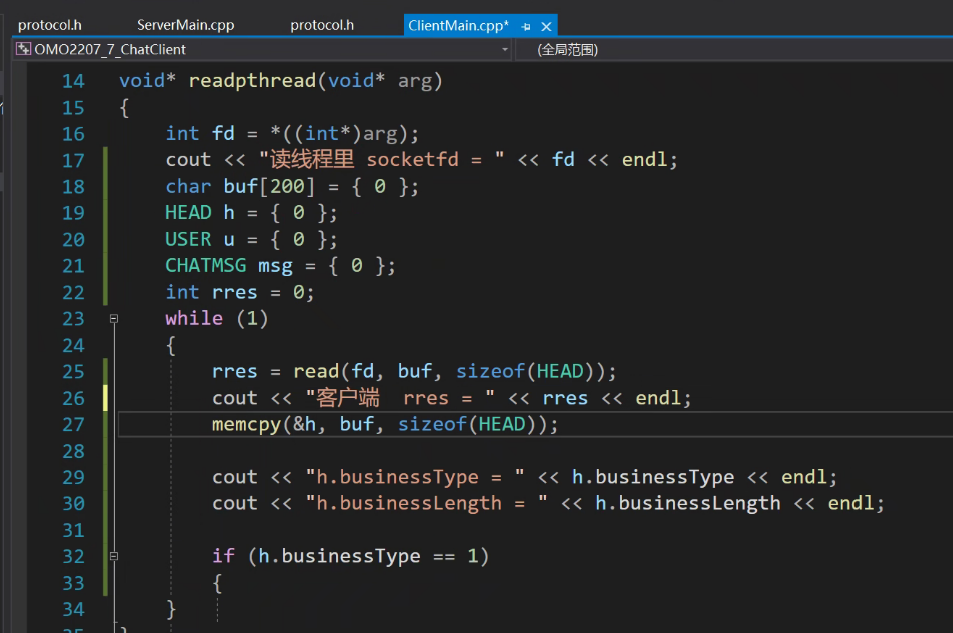 protocol.h ServerMain.cpp protocol.h ClientMain.cpp*
OMO2207_7_ChatClient (全局范围)
14 void* readpthread(void* arg)
15 {
16 int fd = *((int*)arg);
17 cout << "读线程里 socketfd = " << fd << endl;
18 char buf[200] = { 0 };
19 HEAD h = { 0 };
20 USER u = { 0 };
21 CHATMSG msg = { 0 };
22 int rres = 0;
23 while (1)
24 {
25 rres = read(fd, buf, sizeof(HEAD));
26 cout << "客户端  rres = " << rres << endl;
27 memcpy(&h, buf, sizeof(HEAD));
28
29 cout << "h.businessType = " << h.businessType << endl;
30 cout << "h.businessLength = " << h.businessLength << endl;
31
32 if (h.businessType == 1)
33 {
34 }